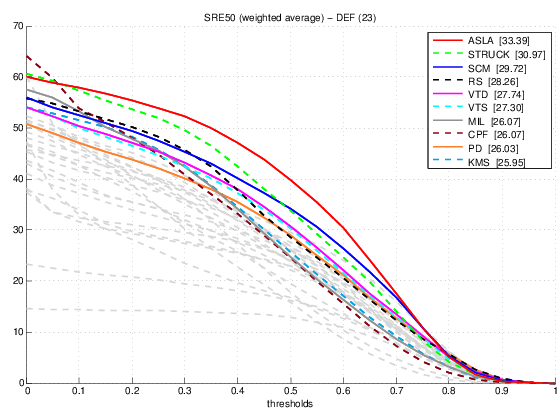 SRE50 (weighted average) – DEF (23)
70
60
50
40
30
20
10
0
ASLA [33.39]
STRUCK [30.97]
SCM [29.72]
RS [28.26]
VTD [27.74]
VTS [27.30]
MIL [26.07]
CPF [26.07]
PD [26.03]
KMS [25.95]
0 0.1 0.2 0.3 0.4 0.5 0.6 0.7 0.8 0.9 1
thresholds